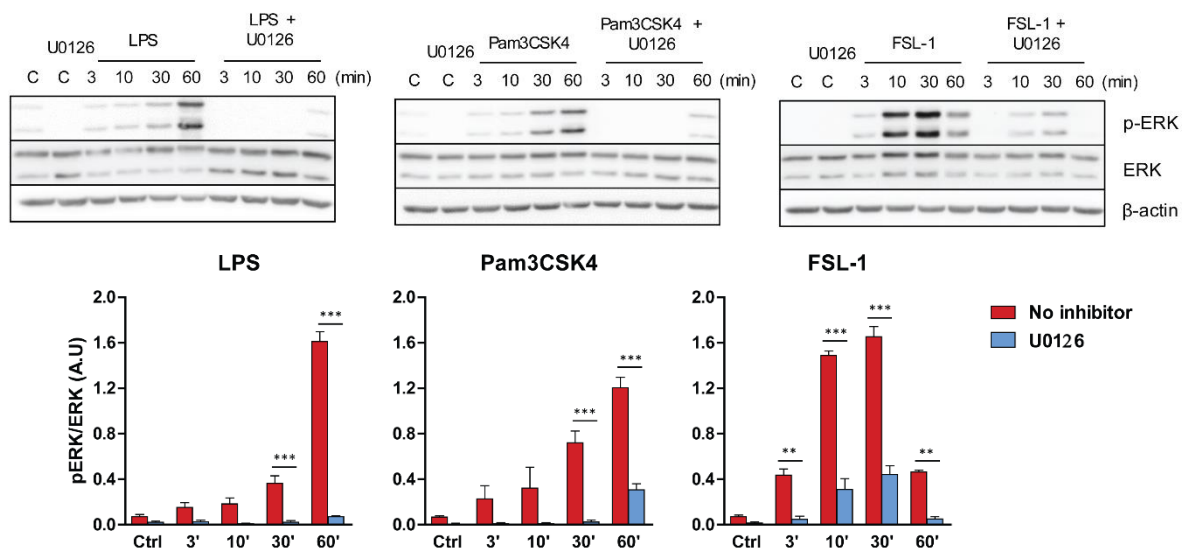 LPS +
U0126 LPS U0126
C C 3 10 30 60 3 10 30 60 (min)
Pam3CSK4 +
U0126 Pam3CSK4 U0126
C C 3 10 30 60 3 10 30 60 (min)
FSL-1 +
U0126 FSL-1 U0126
C C 3 10 30 60 3 10 30 60 (min)
p-ERK
ERK
β-actin
LPS
pERK/ERK (A.U)
2.0
1.6
***
1.2
0.8
***
0.4
0.0
Ctrl 3' 10' 30' 60'
Pam3CSK4
2.0
1.6
***
1.2
***
0.8
0.4
0.0
Ctrl 3' 10' 30' 60'
FSL-1
2.0
*** ***
1.6
1.2
0.8
** **
0.4
0.0
Ctrl 3' 10' 30' 60'
No inhibitor
U0126